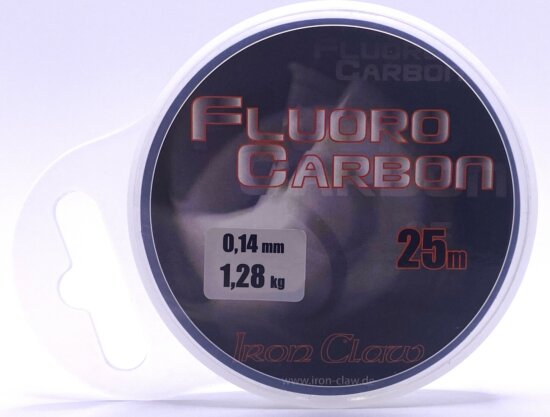 FLUORO
CARBON
FLUORO
CARBON
25m
0,14 mm
1,28 kg
IRON CLAW
www.iron-claw.de